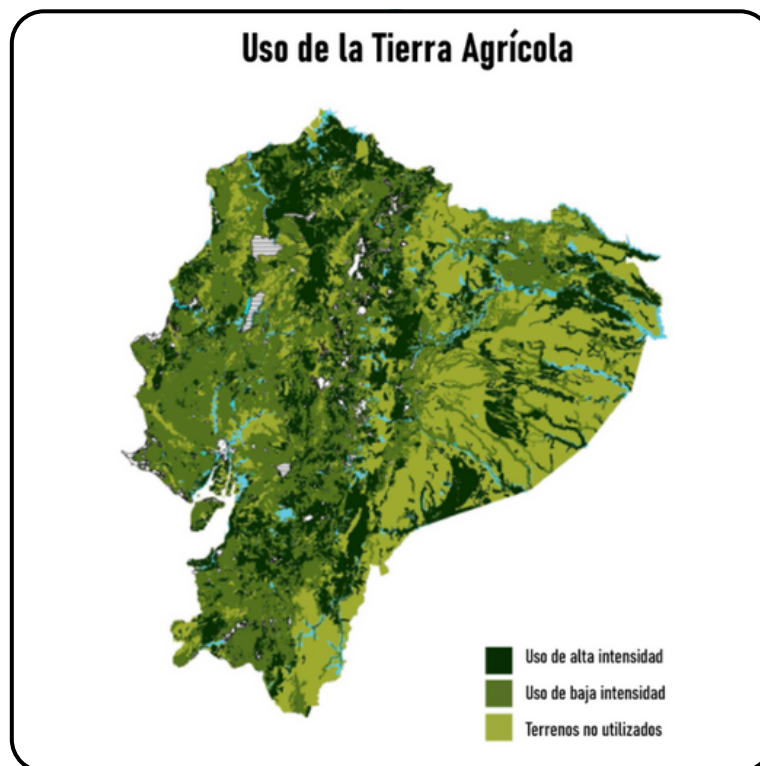 Uso de la Tierra Agrícola
Uso de alta intensidad
Uso de baja intensidad
Terrenos no utilizados